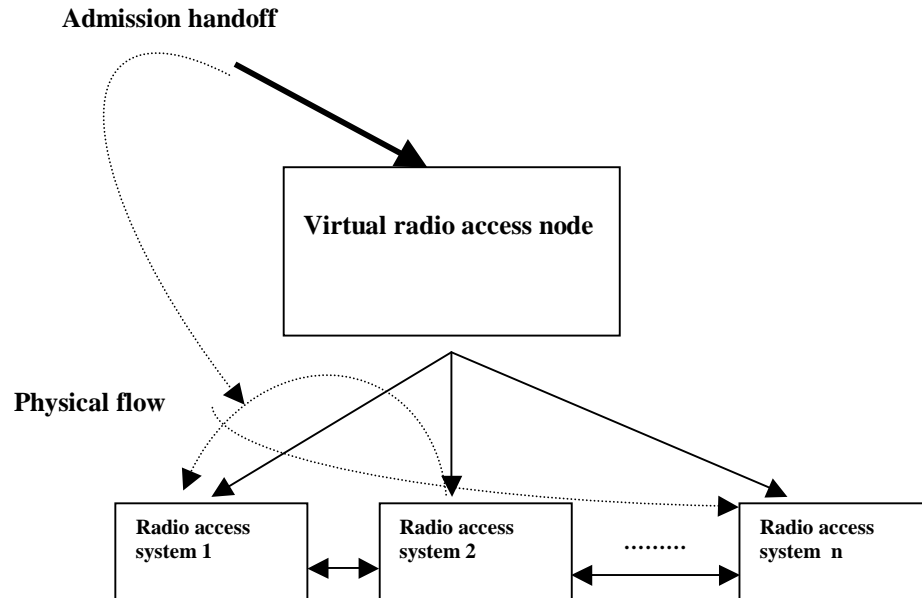 Admission handoff
Virtual radio access node
Physical flow
Radio access
system 1
Radio access
system 2
.........
Radio access
system n